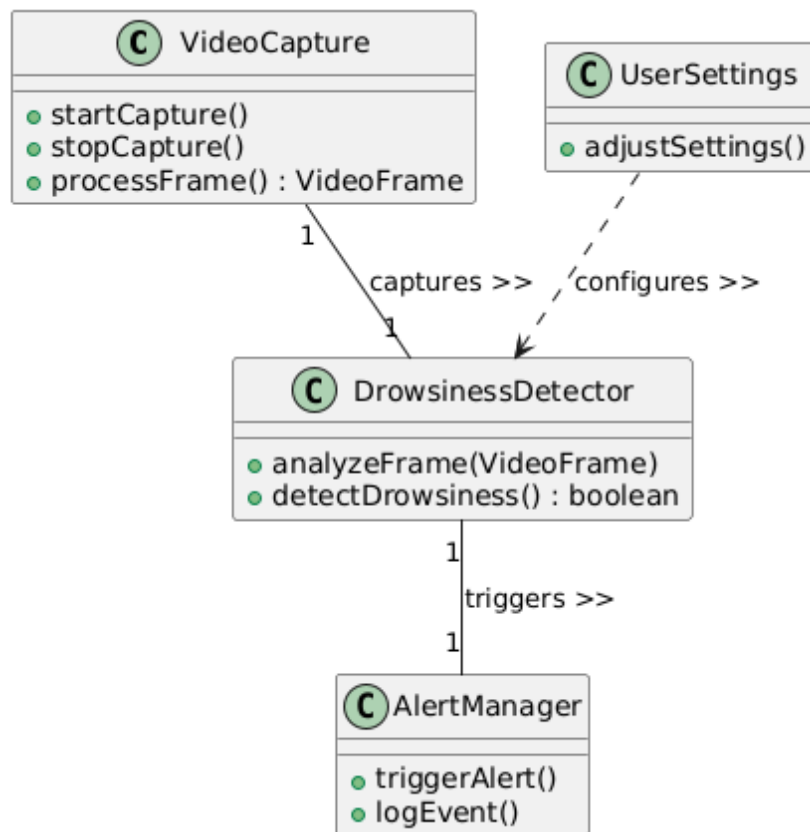 C VideoCapture
startCapture()
stopCapture()
processFrame() : VideoFrame
C UserSettings
adjustSettings()
1
captures >>
1
configures >>
C DrowsinessDetector
analyzeFrame(VideoFrame)
detectDrowsiness() : boolean
1
triggers >>
1
C AlertManager
triggerAlert()
logEvent()